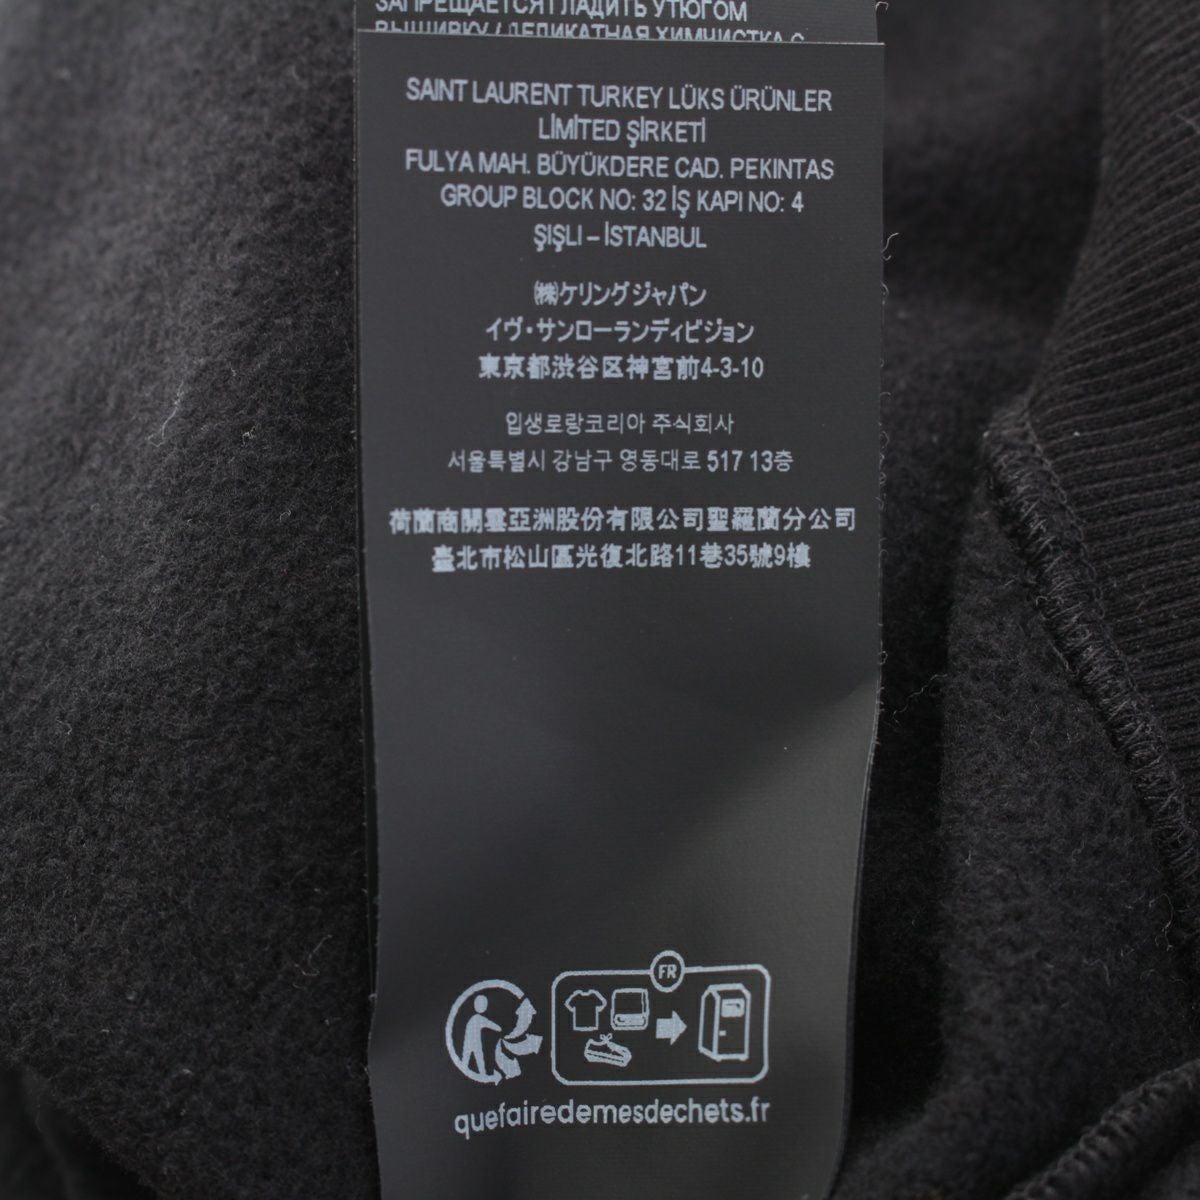 ЗАПРЕЩАЕТСЯ ГЛАДИТЬ УТЮГОМ
ВЫШИВКУ / ДЕЛИКАТНАЯ ХИМЧИСТКА С
SAINT LAURENT TURKEY LÜKS ÜRÜNLER
LİMİTED ŞİRKETİ
FULYA MAH. BÜYÜKDERE CAD. PEKINTAS
GROUP BLOCK NO: 32 İŞ KAPI NO: 4
ŞIŞLI – İSTANBUL
㈱ケリングジャパン
イヴ・サンローランディビジョン
東京都渋谷区神宮前4-3-10
입생로랑코리아 주식회사
서울특별시 강남구 영동대로 517 13층
荷蘭商開雲亞洲股份有限公司聖羅蘭分公司
臺北市松山區光復北路11巷35號9樓
FR
quefairedemesdechets.fr